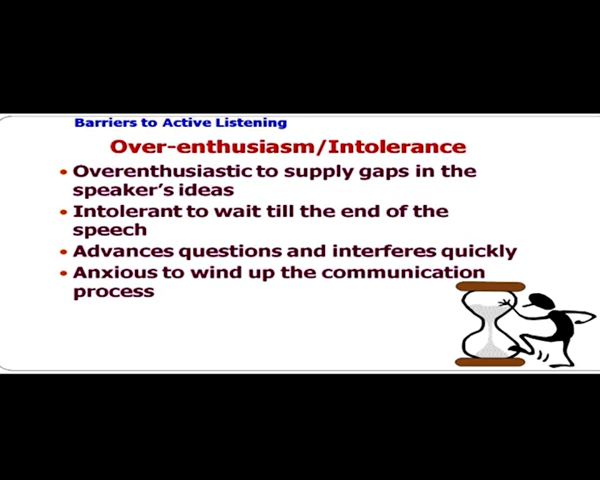 Barriers to Active Listening
Over-enthusiasm/Intolerance
• Overenthusiastic to supply gaps in the
speaker's ideas
• Intolerant to wait till the end of the
speech
• Advances questions and interferes quickly
• Anxious to wind up the communication
process